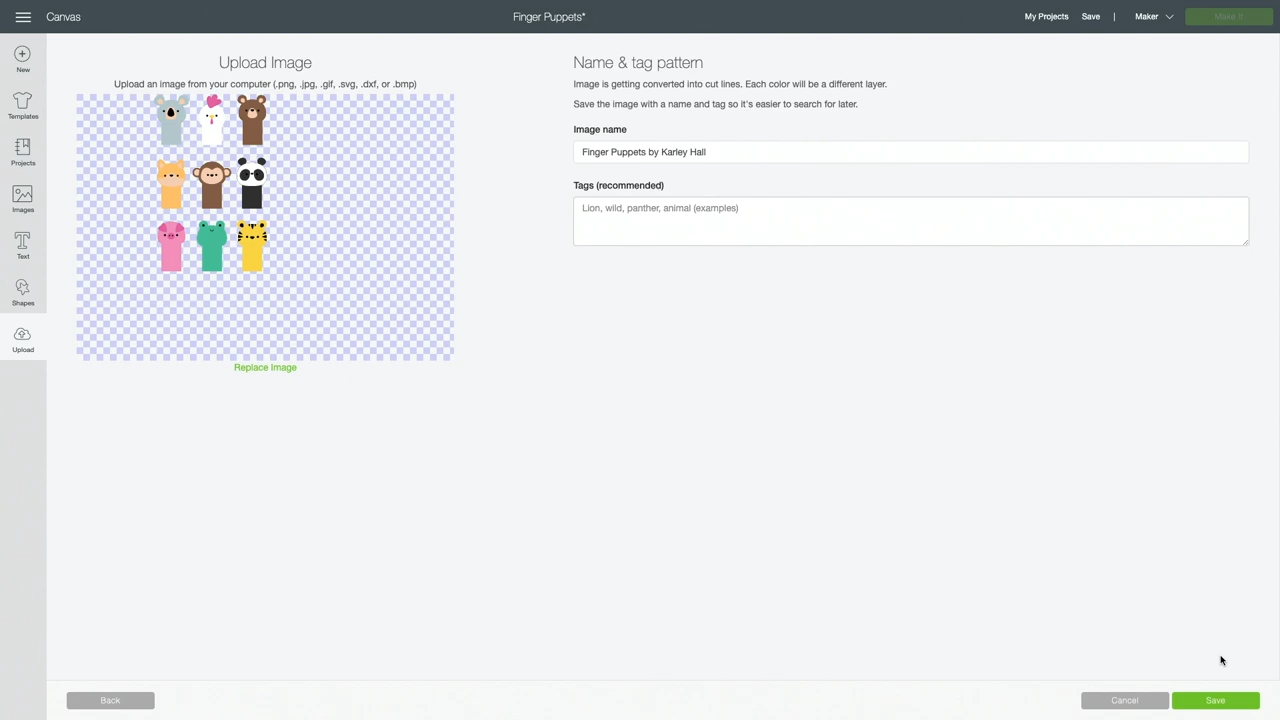 Canvas
Finger Puppets*
My Projects Save | Maker Make It
New
Templates
Projects
Images
Text
Shapes
Upload
Upload Image
Upload an image from your computer (.png, .jpg, .gif, .svg, .dxf, or .bmp)
Replace Image
Name & tag pattern
Image is getting converted into cut lines. Each color will be a different layer.
Save the image with a name and tag so it's easier to search for later.
Image name
Finger Puppets by Karley Hall
Tags (recommended)
Lion, wild, panther, animal (examples)
Back
Cancel
Save